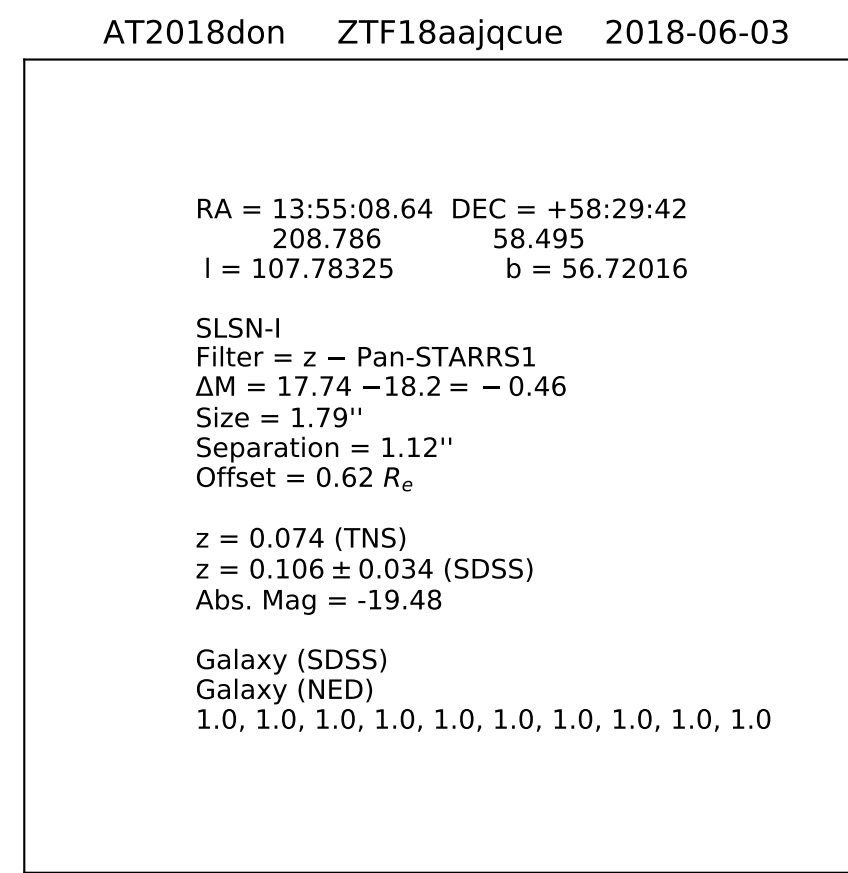 AT2018don ZTF18aajqcue 2018-06-03
RA = 13:55:08.64 DEC = +58:29:42
208.786 58.495
l = 107.78325 b = 56.72016
SLSN-I
Filter = z − Pan-STARRS1
ΔM = 17.74 −18.2 = − 0.46
Size = 1.79''
Separation = 1.12''
Offset = 0.62 Rₑ
z = 0.074 (TNS)
z = 0.106 ± 0.034 (SDSS)
Abs. Mag = -19.48
Galaxy (SDSS)
Galaxy (NED)
1.0, 1.0, 1.0, 1.0, 1.0, 1.0, 1.0, 1.0, 1.0, 1.0